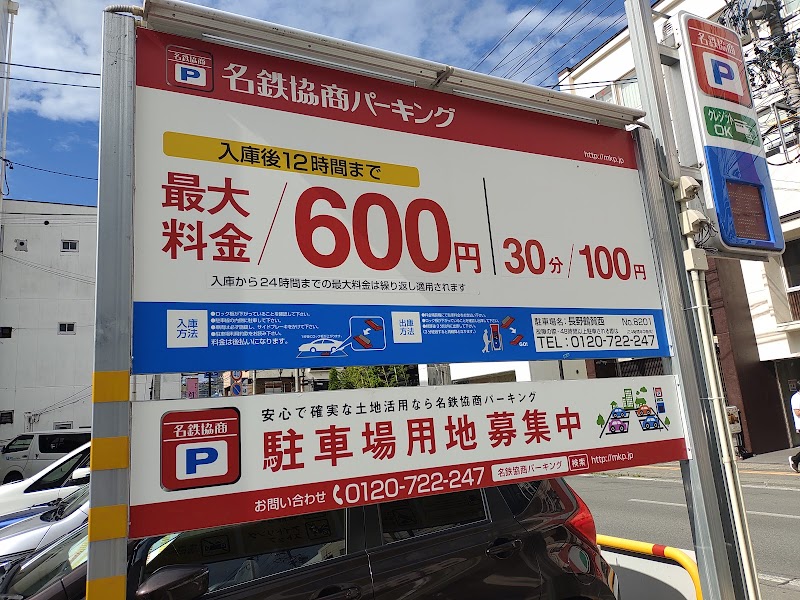 名鉄協商
P
名鉄協商パーキング
http://mkp.jp
入庫後12時間まで
最大料金/600円
30分/100円
入庫から24時間までの最大料金は繰り返し適用されます
入庫方法
料金は後払いになります。
出庫方法
GO!
駐車場名:長野鶴賀西 No.8201
TEL:0120-722-247
安心で確実な土地活用なら名鉄協商パーキング
名鉄協商
P
駐車場用地募集中
お問い合わせ 0120-722-247 名鉄協商パーキング 検索 http://mkp.jp
名鉄協商
P
クレジット
OK